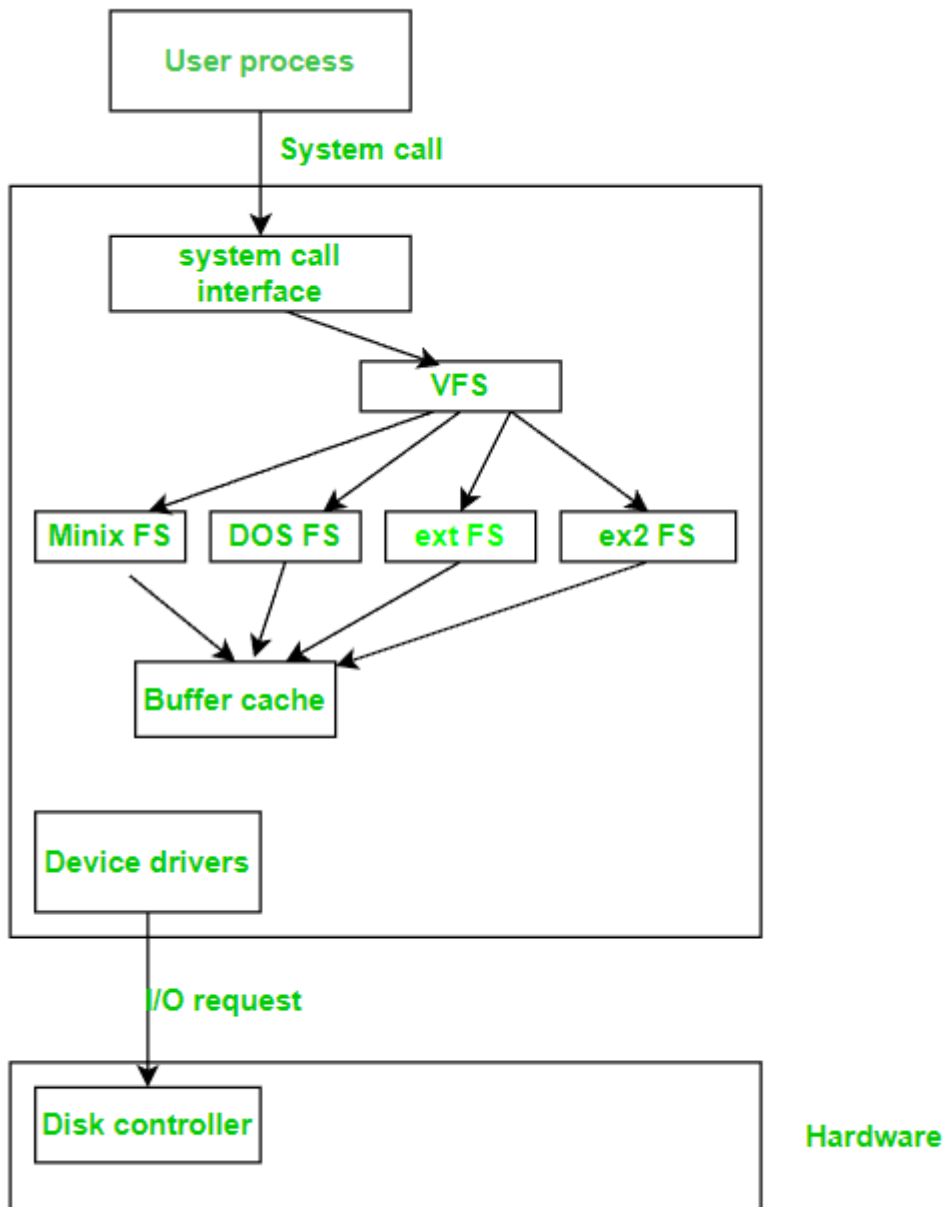 User process
System call
system call
interface
VFS
Minix FS
DOS FS
ext FS
ex2 FS
Buffer cache
Device drivers
I/O request
Disk controller
Hardware